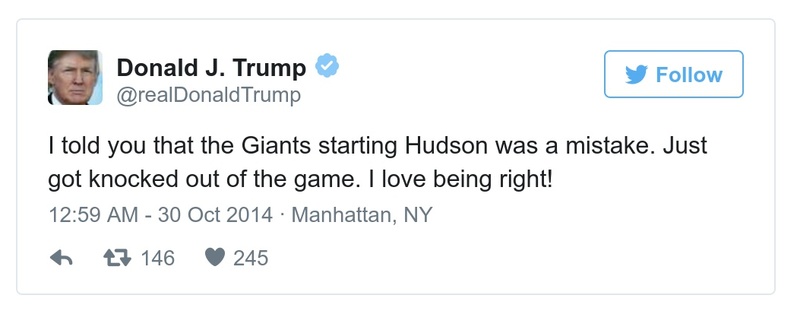 Donald J. Trump
@realDonaldTrump
Follow
I told you that the Giants starting Hudson was a mistake. Just
got knocked out of the game. I love being right!
12:59 AM - 30 Oct 2014 · Manhattan, NY
146 245